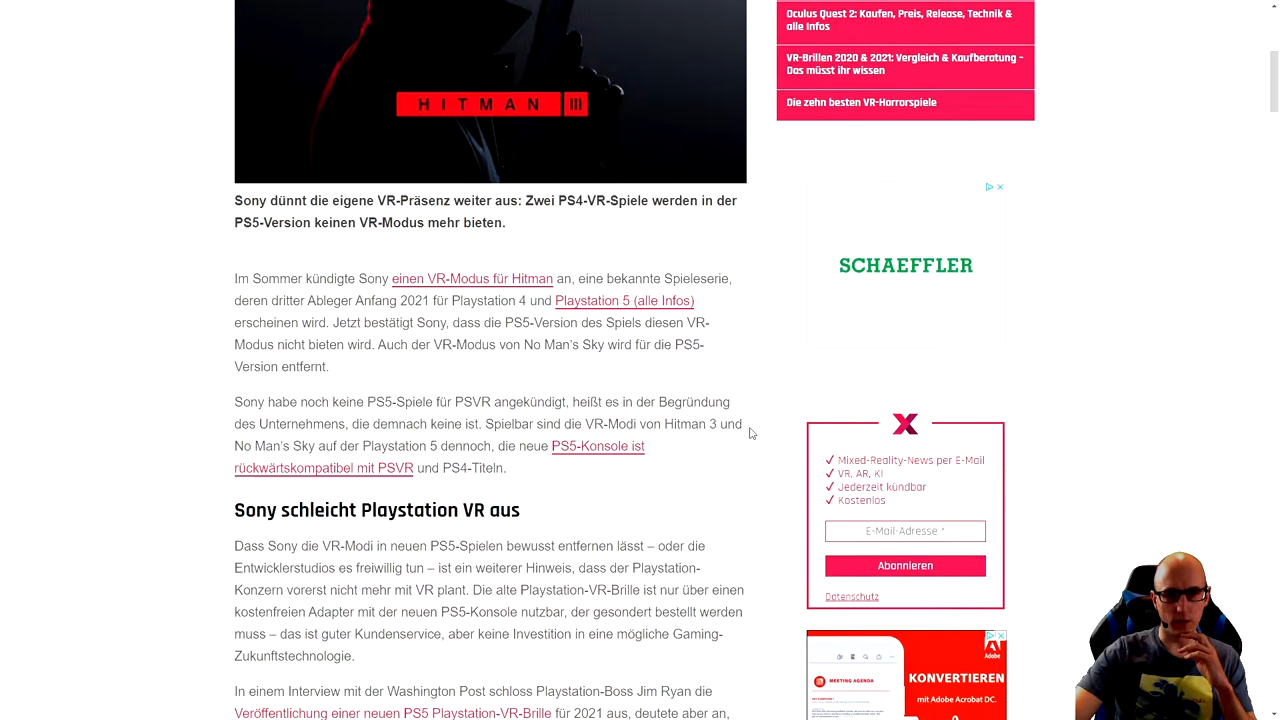 HITMAN III
Sony dünnt die eigene VR-Präsenz weiter aus: Zwei PS4-VR-Spiele werden in der
PS5-Version keinen VR-Modus mehr bieten.
Im Sommer kündigte Sony einen VR-Modus für Hitman an, eine bekannte Spieleserie,
deren dritter Ableger Anfang 2021 für Playstation 4 und Playstation 5 (alle Infos)
erscheinen wird. Jetzt bestätigt Sony, dass die PS5-Version des Spiels diesen VR-
Modus nicht bieten wird. Auch der VR-Modus von No Man's Sky wird für die PS5-
Version entfernt.
Sony habe noch keine PS5-Spiele für PSVR angekündigt, heißt es in der Begründung
des Unternehmens, die demnach keine ist. Spielbar sind die VR-Modi von Hitman 3 und
No Man's Sky auf der Playstation 5 dennoch, die neue PS5-Konsole ist
rückwärtskompatibel mit PSVR und PS4-Titeln.
Sony schleicht Playstation VR aus
Dass Sony die VR-Modi in neuen PS5-Spielen bewusst entfernen lässt – oder die
Entwicklerstudios es freiwillig tun – ist ein weiterer Hinweis, dass der Playstation-
Konzern vorerst nicht mehr mit VR plant. Die alte Playstation-VR-Brille ist nur über einen
kostenfreien Adapter mit der neuen PS5-Konsole nutzbar, der gesondert bestellt werden
muss – das ist guter Kundenservice, aber keine Investition in eine mögliche Gaming-
Zukunftstechnologie.
In einem Interview mit der Washington Post schloss Playstation-Boss Jim Ryan die
Veröffentlichung einer neuen PS5 Playstation-VR-Brille 2021 aus, deutete aber an,
Oculus Quest 2: Kaufen, Preis, Release, Technik &
alle Infos
VR-Brillen 2020 & 2021: Vergleich & Kaufberatung –
Das müsst ihr wissen
Die zehn besten VR-Horrorspiele
SCHAEFFLER
✓ Mixed-Reality-News per E-Mail
✓ VR, AR, KI
✓ Jederzeit kündbar
✓ Kostenlos
E-Mail-Adresse *
Abonnieren
Datenschutz
Adobe
MEETING AGENDA
KONVERTIEREN
mit Adobe Acrobat DC.